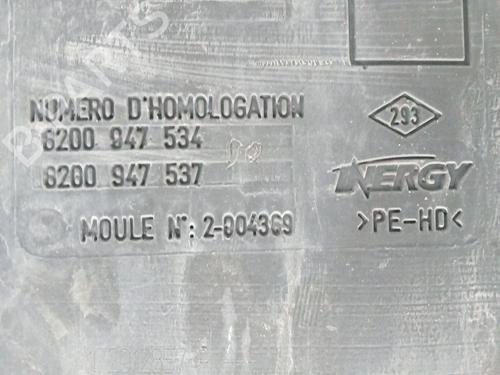 NUMERO D'HOMOLOGATION
8200 947 534
8200 947 537
MOULE N°: 2-004369
293
INERGY
>PE-HD<